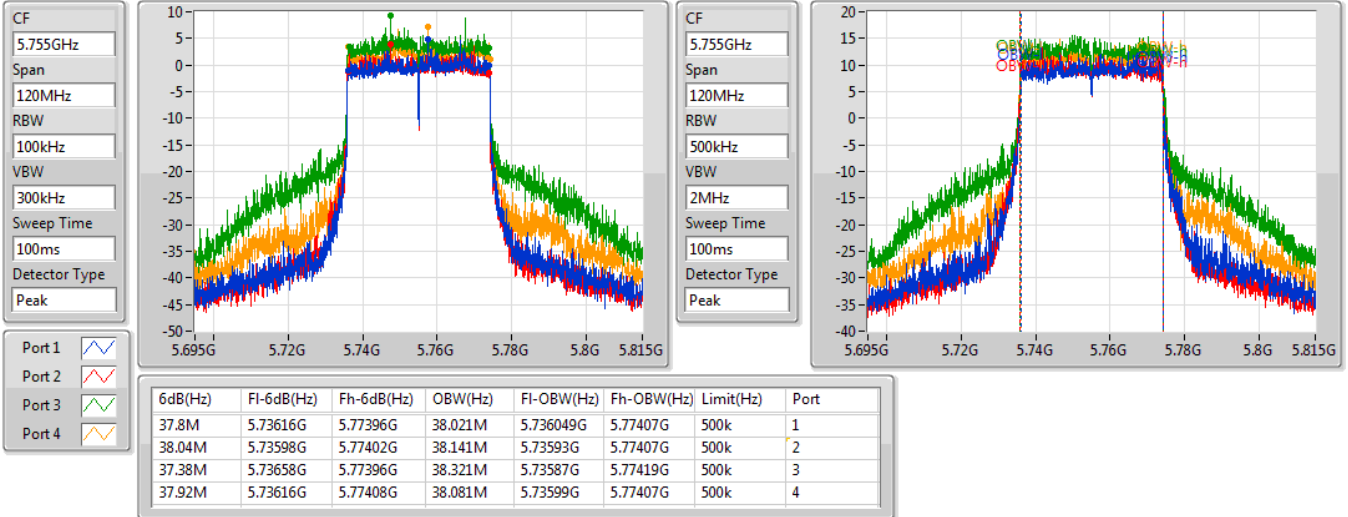 CF
5.755GHz
Span
120MHz
RBW
100kHz
VBW
300kHz
Sweep Time
100ms
Detector Type
Peak
10
5
0
-5
-10
-15
-20
-25
-30
-35
-40
-45
-50
5.695G 5.72G 5.74G 5.76G 5.78G 5.8G 5.815G
CF
5.755GHz
Span
120MHz
RBW
500kHz
VBW
2MHz
Sweep Time
100ms
Detector Type
Peak
20
15
10
5
0
-5
-10
-15
-20
-25
-30
-35
-40
5.695G 5.72G 5.74G 5.76G 5.78G 5.8G 5.815G
Port 1
Port 2
Port 3
Port 4
6dB(Hz) Fl-6dB(Hz) Fh-6dB(Hz) OBW(Hz) Fl-OBW(Hz) Fh-OBW(Hz) Limit(Hz) Port
37.8M 5.73616G 5.77396G 38.021M 5.736049G 5.77407G 500k 1
38.04M 5.73598G 5.77402G 38.141M 5.73593G 5.77407G 500k 2
37.38M 5.73658G 5.77396G 38.321M 5.73587G 5.77419G 500k 3
37.92M 5.73616G 5.77408G 38.081M 5.73599G 5.77407G 500k 4